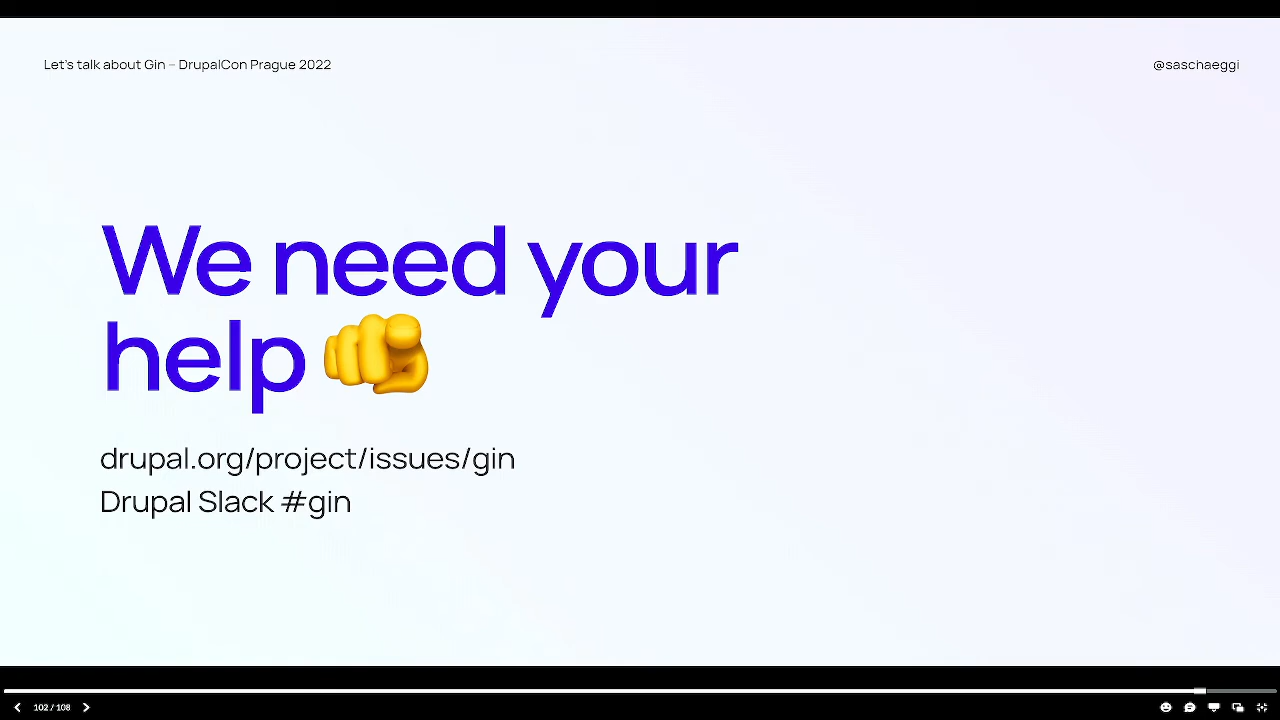 Let's talk about Gin – DrupalCon Prague 2022
@saschaeggi
We need your
help 🫵
drupal.org/project/issues/gin
Drupal Slack #gin
102 / 108